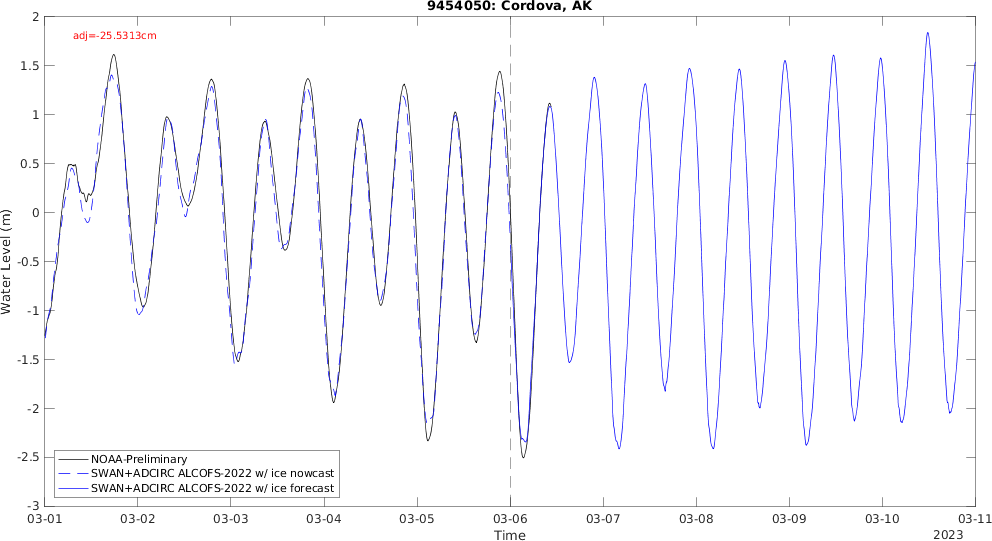 9454050: Cordova, AK
adj=-25.5313cm
Water Level (m)
2
1.5
1
0.5
0
-0.5
-1
-1.5
-2
-2.5
-3
NOAA-Preliminary
SWAN+ADCIRC ALCOFS-2022 w/ ice nowcast
SWAN+ADCIRC ALCOFS-2022 w/ ice forecast
03-01 03-02 03-03 03-04 03-05 03-06 03-07 03-08 03-09 03-10 03-11
Time
2023